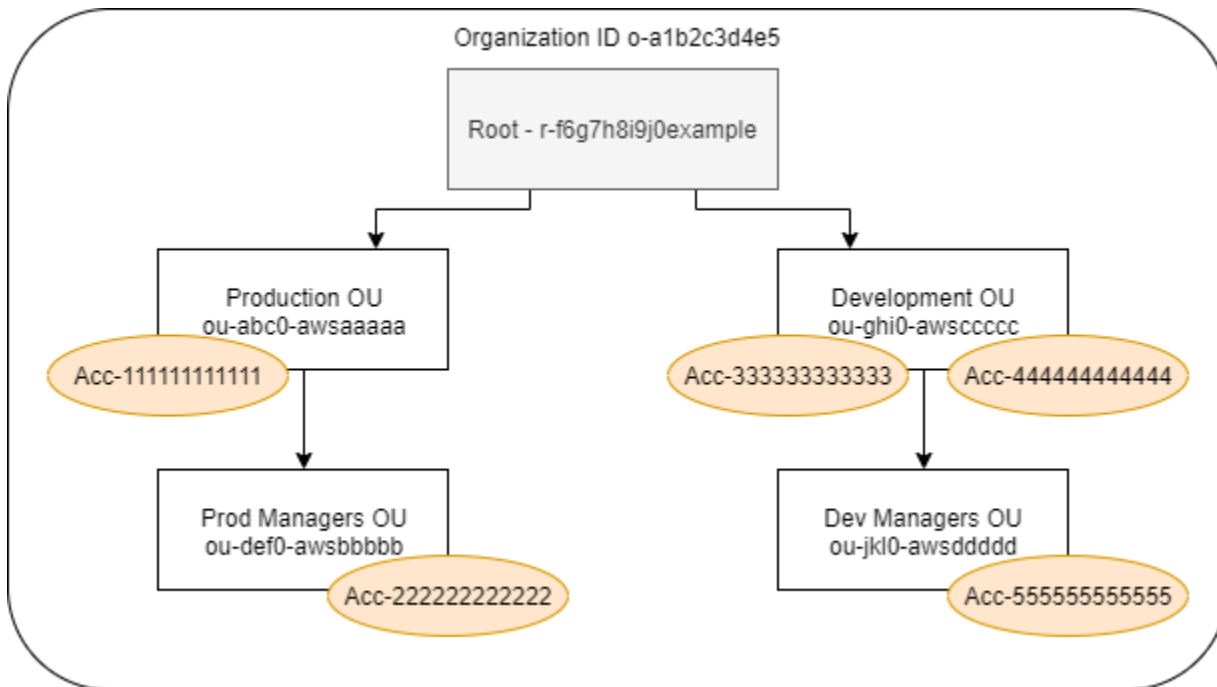 Organization ID o-a1b2c3d4e5
Root - r-f6g7h8i9j0example
Production OU
ou-abc0-awsaaaaa
Acc-111111111111
Development OU
ou-ghi0-awsccccc
Acc-333333333333
Acc-444444444444
Prod Managers OU
ou-def0-awsbbbbb
Acc-222222222222
Dev Managers OU
ou-jkl0-awsddddd
Acc-555555555555